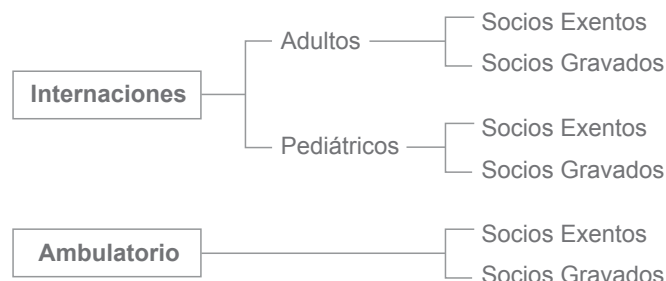 Socios Exentos
Adultos
Socios Gravados
Internaciones
Socios Exentos
Pediátricos
Socios Gravados
Socios Exentos
Ambulatorio
Socios Gravados